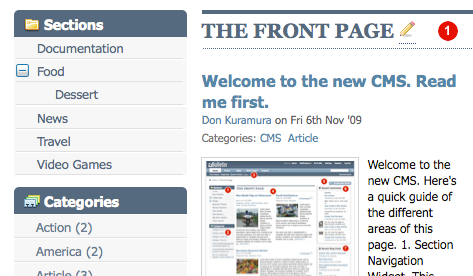 Sections
Documentation
Food
Dessert
News
Travel
Video Games
Categories
Action (2)
America (2)
Article (3)
THE FRONT PAGE
1
Welcome to the new CMS. Read
me first.
Don Kuramura on Fri 6th Nov '09
Categories: CMS Article
Welcome to the
new CMS. Here's
a quick guide of
the different
areas of this
page. 1. Section
Navigation
Widget. This